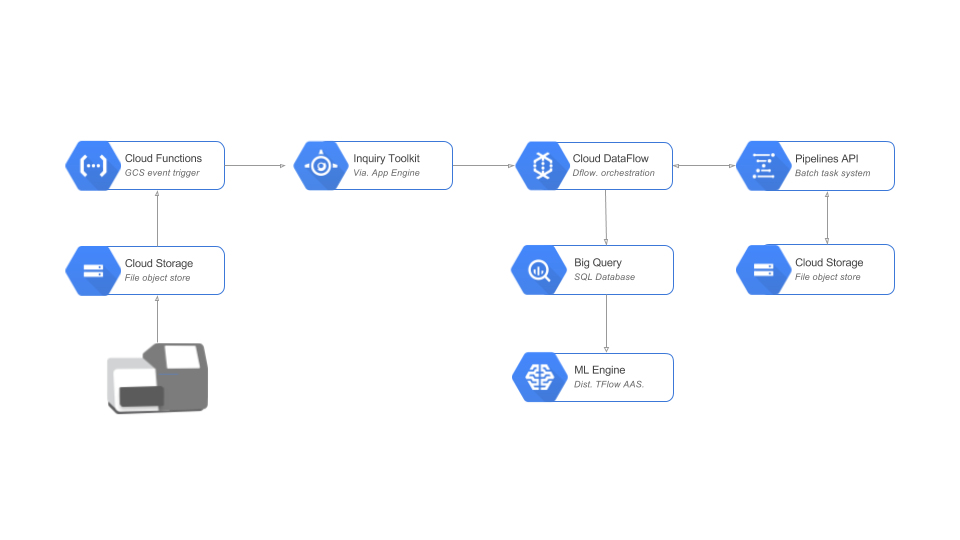 Cloud Functions
GCS event trigger
Inquiry Toolkit
Via. App Engine
Cloud DataFlow
Dflow. orchestration
Pipelines API
Batch task system
Cloud Storage
File object store
Big Query
SQL Database
Cloud Storage
File object store
ML Engine
Dist. TFlow AAS.